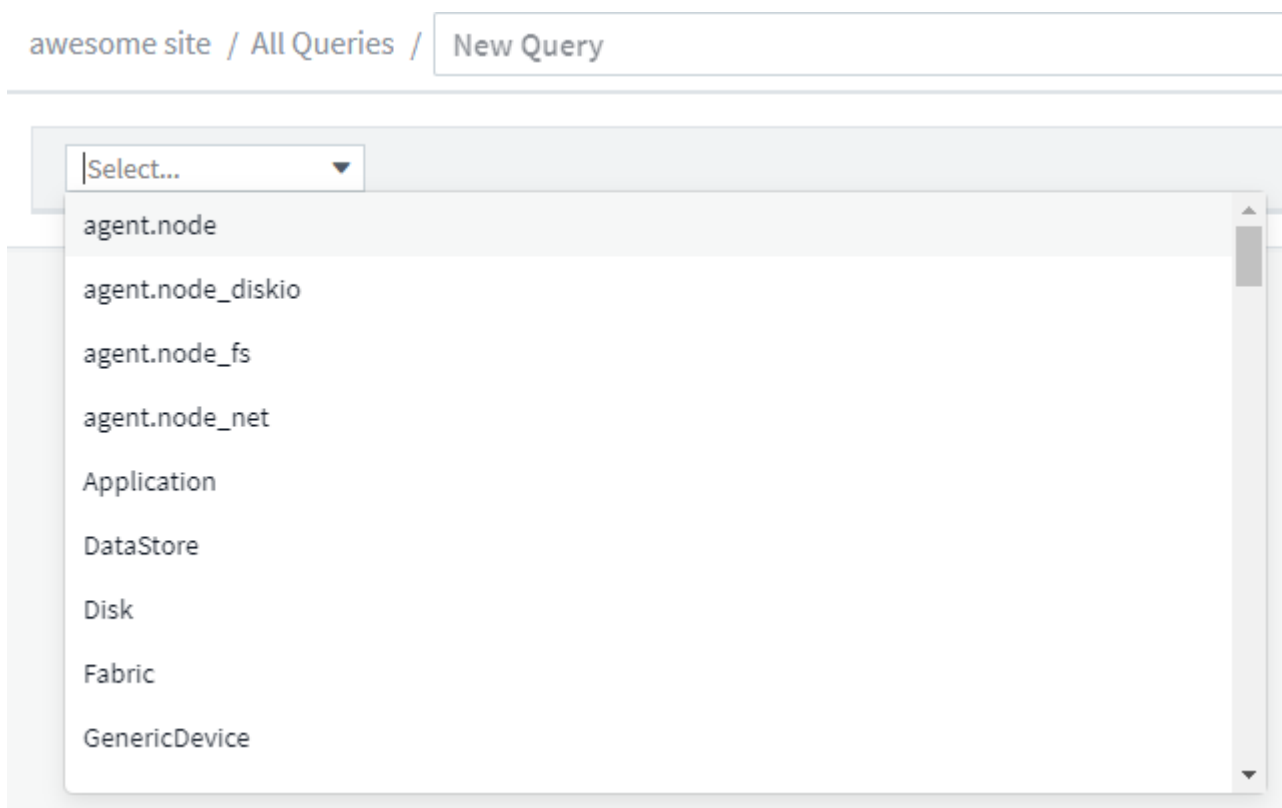 awesome site / All Queries / New Query
Select...
agent.node
agent.node_diskio
agent.node_fs
agent.node_net
Application
DataStore
Disk
Fabric
GenericDevice